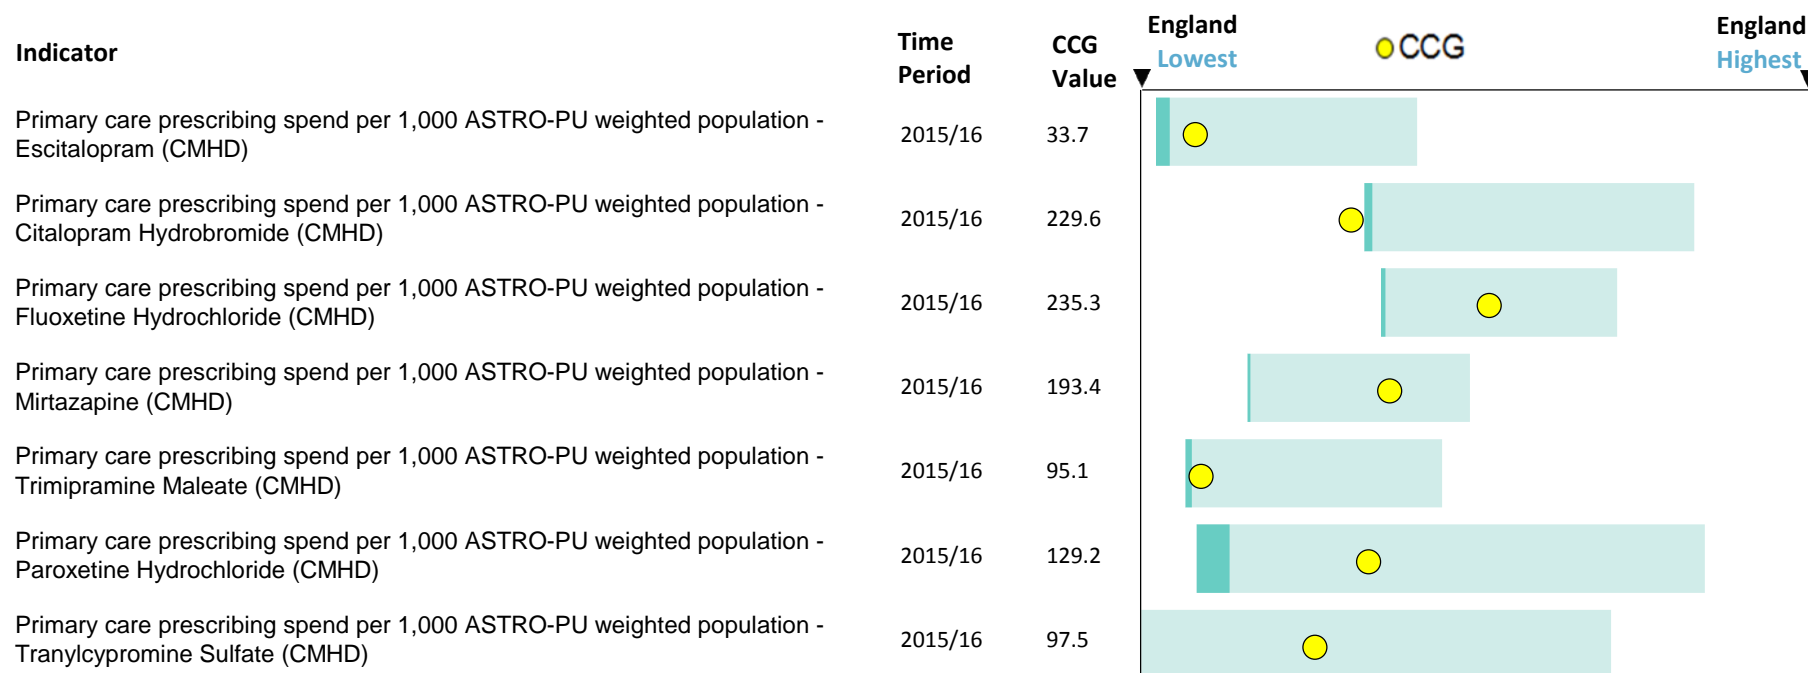 Indicator
Time
Period
CCG
Value
England
Lowest
CCG
England
Highest
Primary care prescribing spend per 1,000 ASTRO-PU weighted population -
Escitalopram (CMHD)
2015/16
33.7
Primary care prescribing spend per 1,000 ASTRO-PU weighted population -
Citalopram Hydrobromide (CMHD)
2015/16
229.6
Primary care prescribing spend per 1,000 ASTRO-PU weighted population -
Fluoxetine Hydrochloride (CMHD)
2015/16
235.3
Primary care prescribing spend per 1,000 ASTRO-PU weighted population -
Mirtazapine (CMHD)
2015/16
193.4
Primary care prescribing spend per 1,000 ASTRO-PU weighted population -
Trimipramine Maleate (CMHD)
2015/16
95.1
Primary care prescribing spend per 1,000 ASTRO-PU weighted population -
Paroxetine Hydrochloride (CMHD)
2015/16
129.2
Primary care prescribing spend per 1,000 ASTRO-PU weighted population -
Tranylcypromine Sulfate (CMHD)
2015/16
97.5